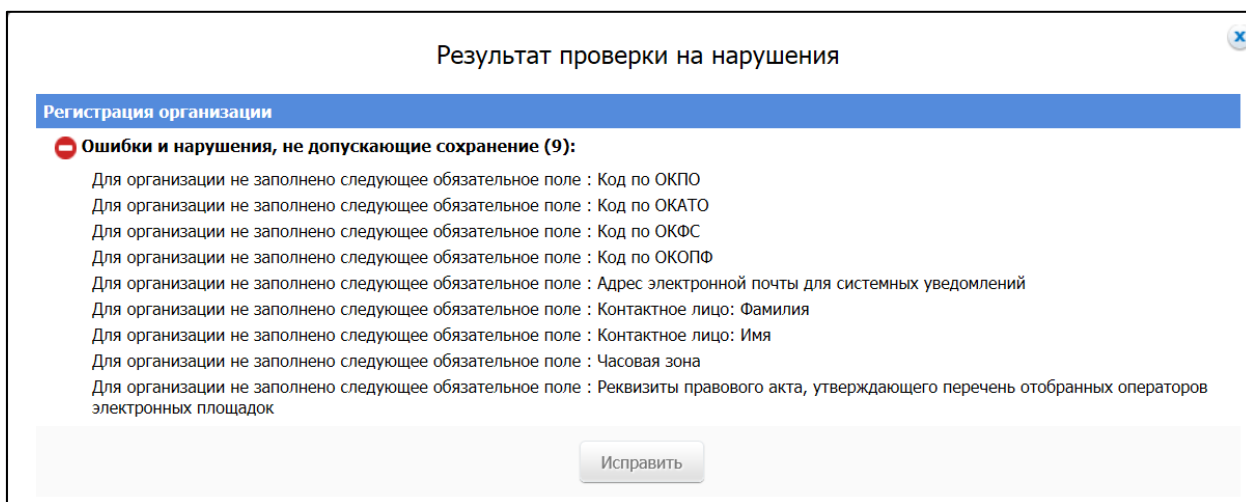 Результат проверки на нарушения
x
Регистрация организации
Ошибки и нарушения, не допускающие сохранение (9):
Для организации не заполнено следующее обязательное поле : Код по ОКПО
Для организации не заполнено следующее обязательное поле : Код по ОКАТО
Для организации не заполнено следующее обязательное поле : Код по ОКФС
Для организации не заполнено следующее обязательное поле : Код по ОКОПФ
Для организации не заполнено следующее обязательное поле : Адрес электронной почты для системных уведомлений
Для организации не заполнено следующее обязательное поле : Контактное лицо: Фамилия
Для организации не заполнено следующее обязательное поле : Контактное лицо: Имя
Для организации не заполнено следующее обязательное поле : Часовая зона
Для организации не заполнено следующее обязательное поле : Реквизиты правового акта, утверждающего перечень отобранных операторов
электронных площадок
Исправить